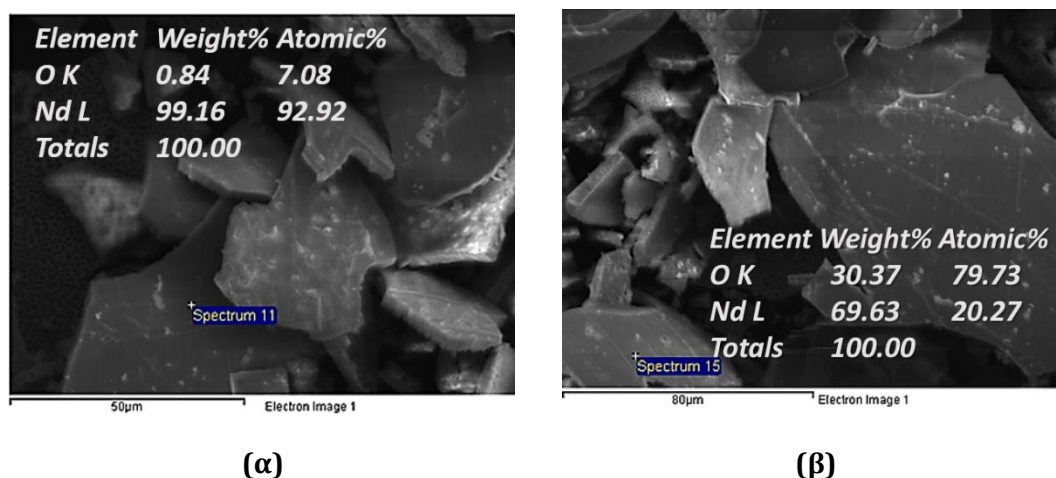 Element Weight% Atomic%
O K 0.84 7.08
Nd L 99.16 92.92
Totals 100.00
Spectrum 11
50μm Electron Image 1
(α)
Element Weight% Atomic%
O K 30.37 79.73
Nd L 69.63 20.27
Totals 100.00
Spectrum 15
80μm Electron Image 1
(β)